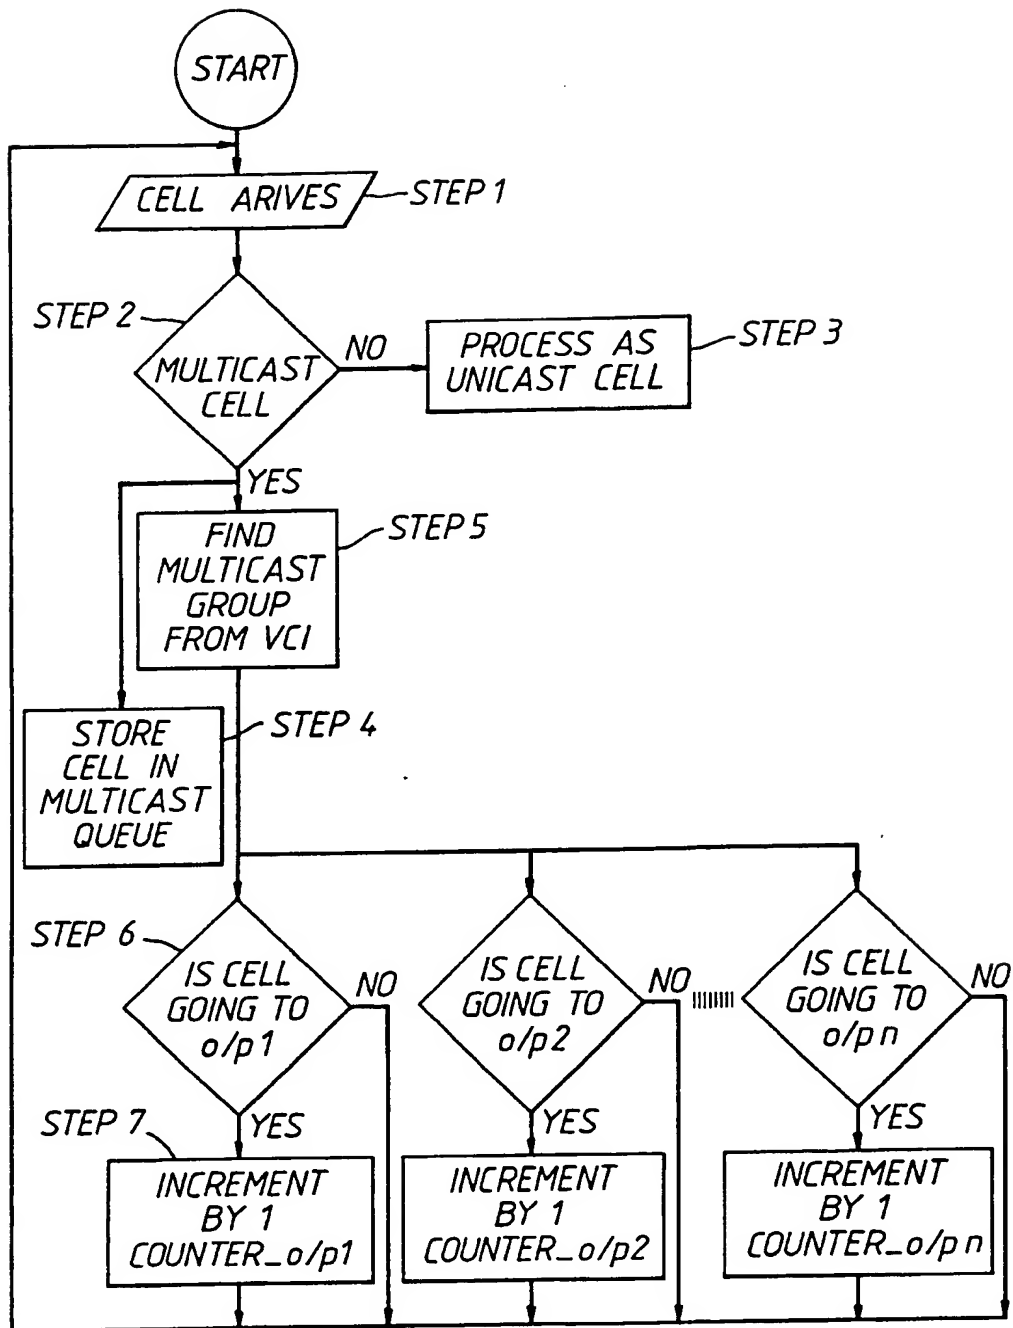 START
CELL ARIVES
STEP 1
STEP 2
MULTICAST
CELL
NO
PROCESS AS
UNICAST CELL
STEP 3
YES
FIND
MULTICAST
GROUP
FROM VCI
STEP 5
STORE
CELL IN
MULTICAST
QUEUE
STEP 4
STEP 6
IS CELL
GOING TO
o/p1
NO
IS CELL
GOING TO
o/p2
NO
IS CELL
GOING TO
o/pn
NO
STEP 7
YES
YES
YES
INCREMENT
BY 1
COUNTER_o/p1
INCREMENT
BY 1
COUNTER_o/p2
INCREMENT
BY 1
COUNTER_o/pn